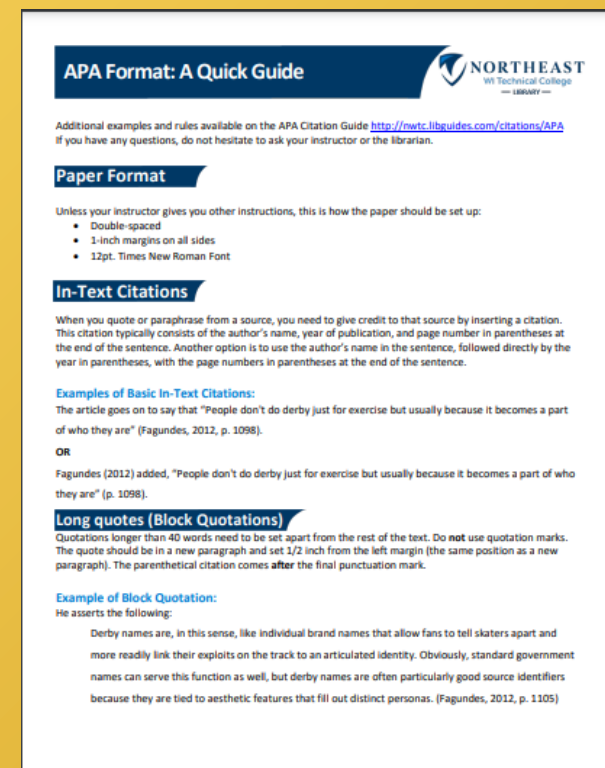 APA Format: A Quick Guide
NORTHEAST
WI Technical College
— LIBRARY —
Additional examples and rules available on the APA Citation Guide http://nwtc.libguides.com/citations/APA
If you have any questions, do not hesitate to ask your instructor or the librarian.
Paper Format
Unless your instructor gives you other instructions, this is how the paper should be set up:
• Double-spaced
• 1-inch margins on all sides
• 12pt. Times New Roman Font
In-Text Citations
When you quote or paraphrase from a source, you need to give credit to that source by inserting a citation.
This citation typically consists of the author's name, year of publication, and page number in parentheses at
the end of the sentence. Another option is to use the author's name in the sentence, followed directly by the
year in parentheses, with the page numbers in parentheses at the end of the sentence.
Examples of Basic In-Text Citations:
The article goes on to say that "People don't do derby just for exercise but usually because it becomes a part
of who they are" (Fagundes, 2012, p. 1098).
OR
Fagundes (2012) added, "People don't do derby just for exercise but usually because it becomes a part of who
they are" (p. 1098).
Long quotes (Block Quotations)
Quotations longer than 40 words need to be set apart from the rest of the text. Do not use quotation marks.
The quote should be in a new paragraph and set 1/2 inch from the left margin (the same position as a new
paragraph). The parenthetical citation comes after the final punctuation mark.
Example of Block Quotation:
He asserts the following:
Derby names are, in this sense, like individual brand names that allow fans to tell skaters apart and
more readily link their exploits on the track to an articulated identity. Obviously, standard government
names can serve this function as well, but derby names are often particularly good source identifiers
because they are tied to aesthetic features that fill out distinct personas. (Fagundes, 2012, p. 1105)